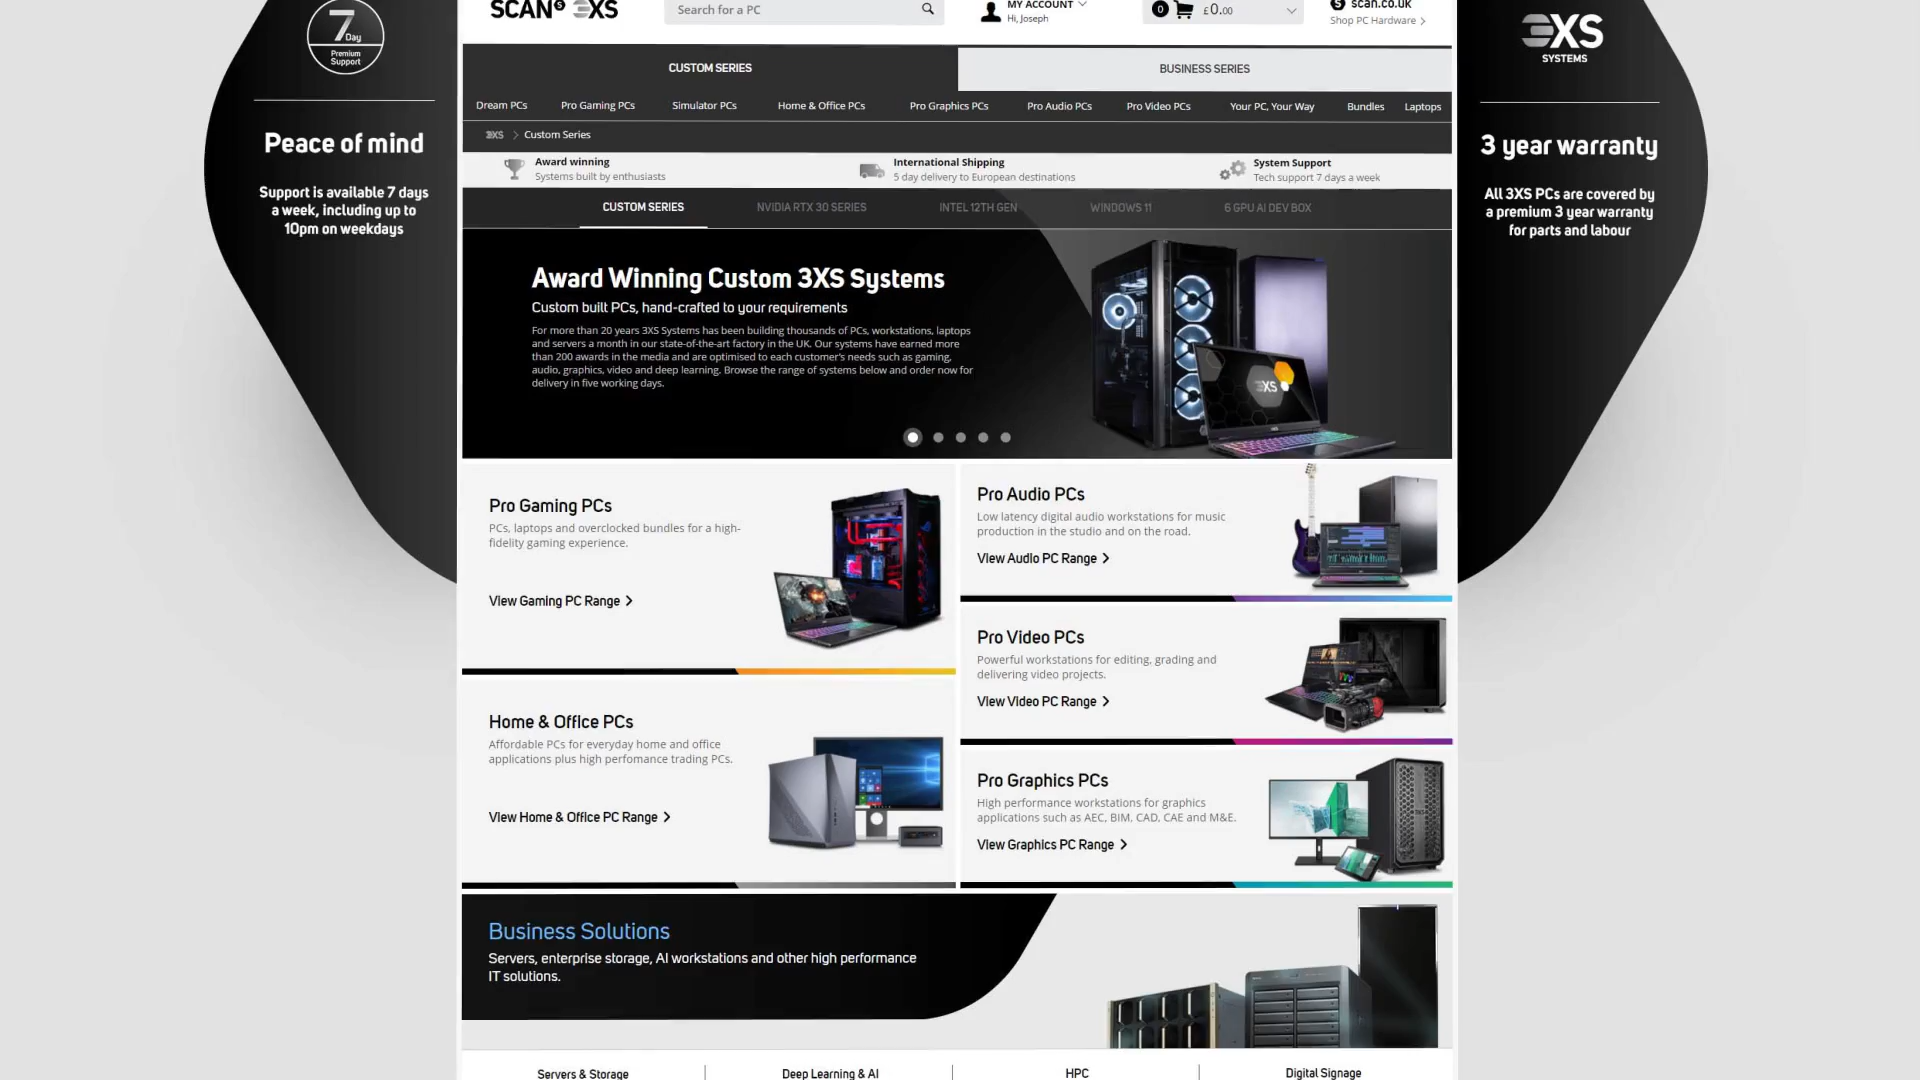 7
Day
Premium
Support
Peace of mind
Support is available 7 days
a week, including up to
10pm on weekdays
SCAN 3XS
Search for a PC
MY ACCOUNT
Hi, Joseph
0
£0.00
scan.co.uk
Shop PC Hardware
CUSTOM SERIES
BUSINESS SERIES
Dream PCs
Pro Gaming PCs
Simulator PCs
Home & Office PCs
Pro Graphics PCs
Pro Audio PCs
Pro Video PCs
Your PC, Your Way
Bundles
Laptops
3XS > Custom Series
Award winning
Systems built by enthusiasts
International Shipping
5 day delivery to European destinations
System Support
Tech support 7 days a week
CUSTOM SERIES
NVIDIA RTX 30 SERIES
INTEL 12TH GEN
WINDOWS 11
6 GPU AI DEV BOX
Award Winning Custom 3XS Systems
Custom built PCs, hand-crafted to your requirements
For more than 20 years 3XS Systems has been building thousands of PCs, workstations, laptops
and servers a month in our state-of-the-art factory in the UK. Our systems have earned more
than 200 awards in the media and are optimised to each customer's needs such as gaming,
audio, graphics, video and deep learning. Browse the range of systems below and order now for
delivery in five working days.
3XS
Pro Gaming PCs
PCs, laptops and overclocked bundles for a high-
fidelity gaming experience.
View Gaming PC Range >
Home & Office PCs
Affordable PCs for everyday home and office
applications plus high perfomance trading PCs.
View Home & Office PC Range >
Pro Audio PCs
Low latency digital audio workstations for music
production in the studio and on the road.
View Audio PC Range >
Pro Video PCs
Powerful workstations for editing, grading and
delivering video projects.
View Video PC Range >
Pro Graphics PCs
High performance workstations for graphics
applications such as AEC, BIM, CAD, CAE and M&E.
View Graphics PC Range >
Business Solutions
Servers, enterprise storage, AI workstations and other high performance
IT solutions.
Servers & Storage
Deep Learning & AI
HPC
Digital Signage
3XS
SYSTEMS
3 year warranty
All 3XS PCs are covered by
a premium 3 year warranty
for parts and labour